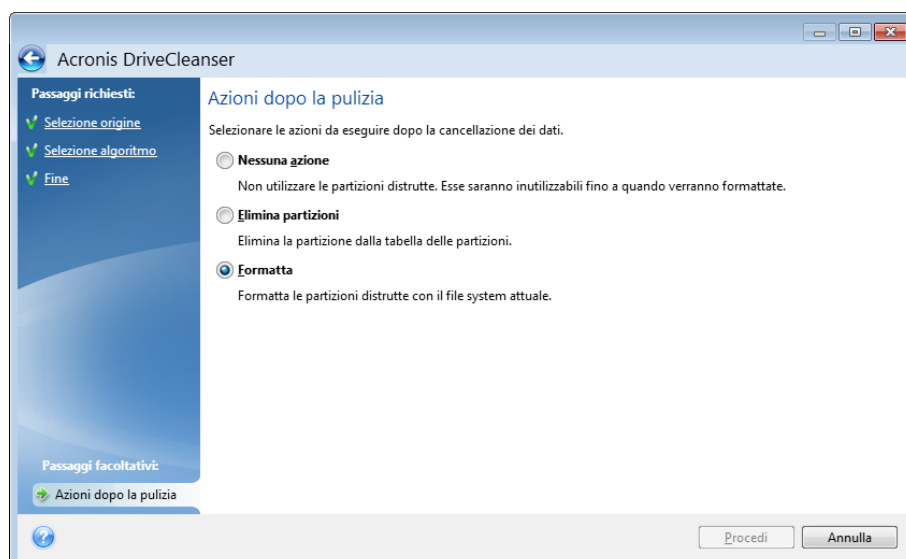 Acronis DriveCleanser
Passaggi richiesti:
Selezione origine
Selezione algoritmo
Fine
Azioni dopo la pulizia
Selezionare le azioni da eseguire dopo la cancellazione dei dati.
Nessuna azione
Non utilizzare le partizioni distrutte. Esse saranno inutilizzabili fino a quando verranno formattate.
Elimina partizioni
Elimina la partizione dalla tabella delle partizioni.
Formatta
Formatta le partizioni distrutte con il file system attuale.
Passaggi facoltativi:
Azioni dopo la pulizia
Procedi
Annulla